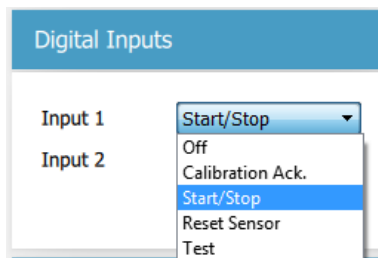 Digital Inputs
Input 1 Start/Stop
Off
Input 2
Calibration Ack.
Start/Stop
Reset Sensor
Test